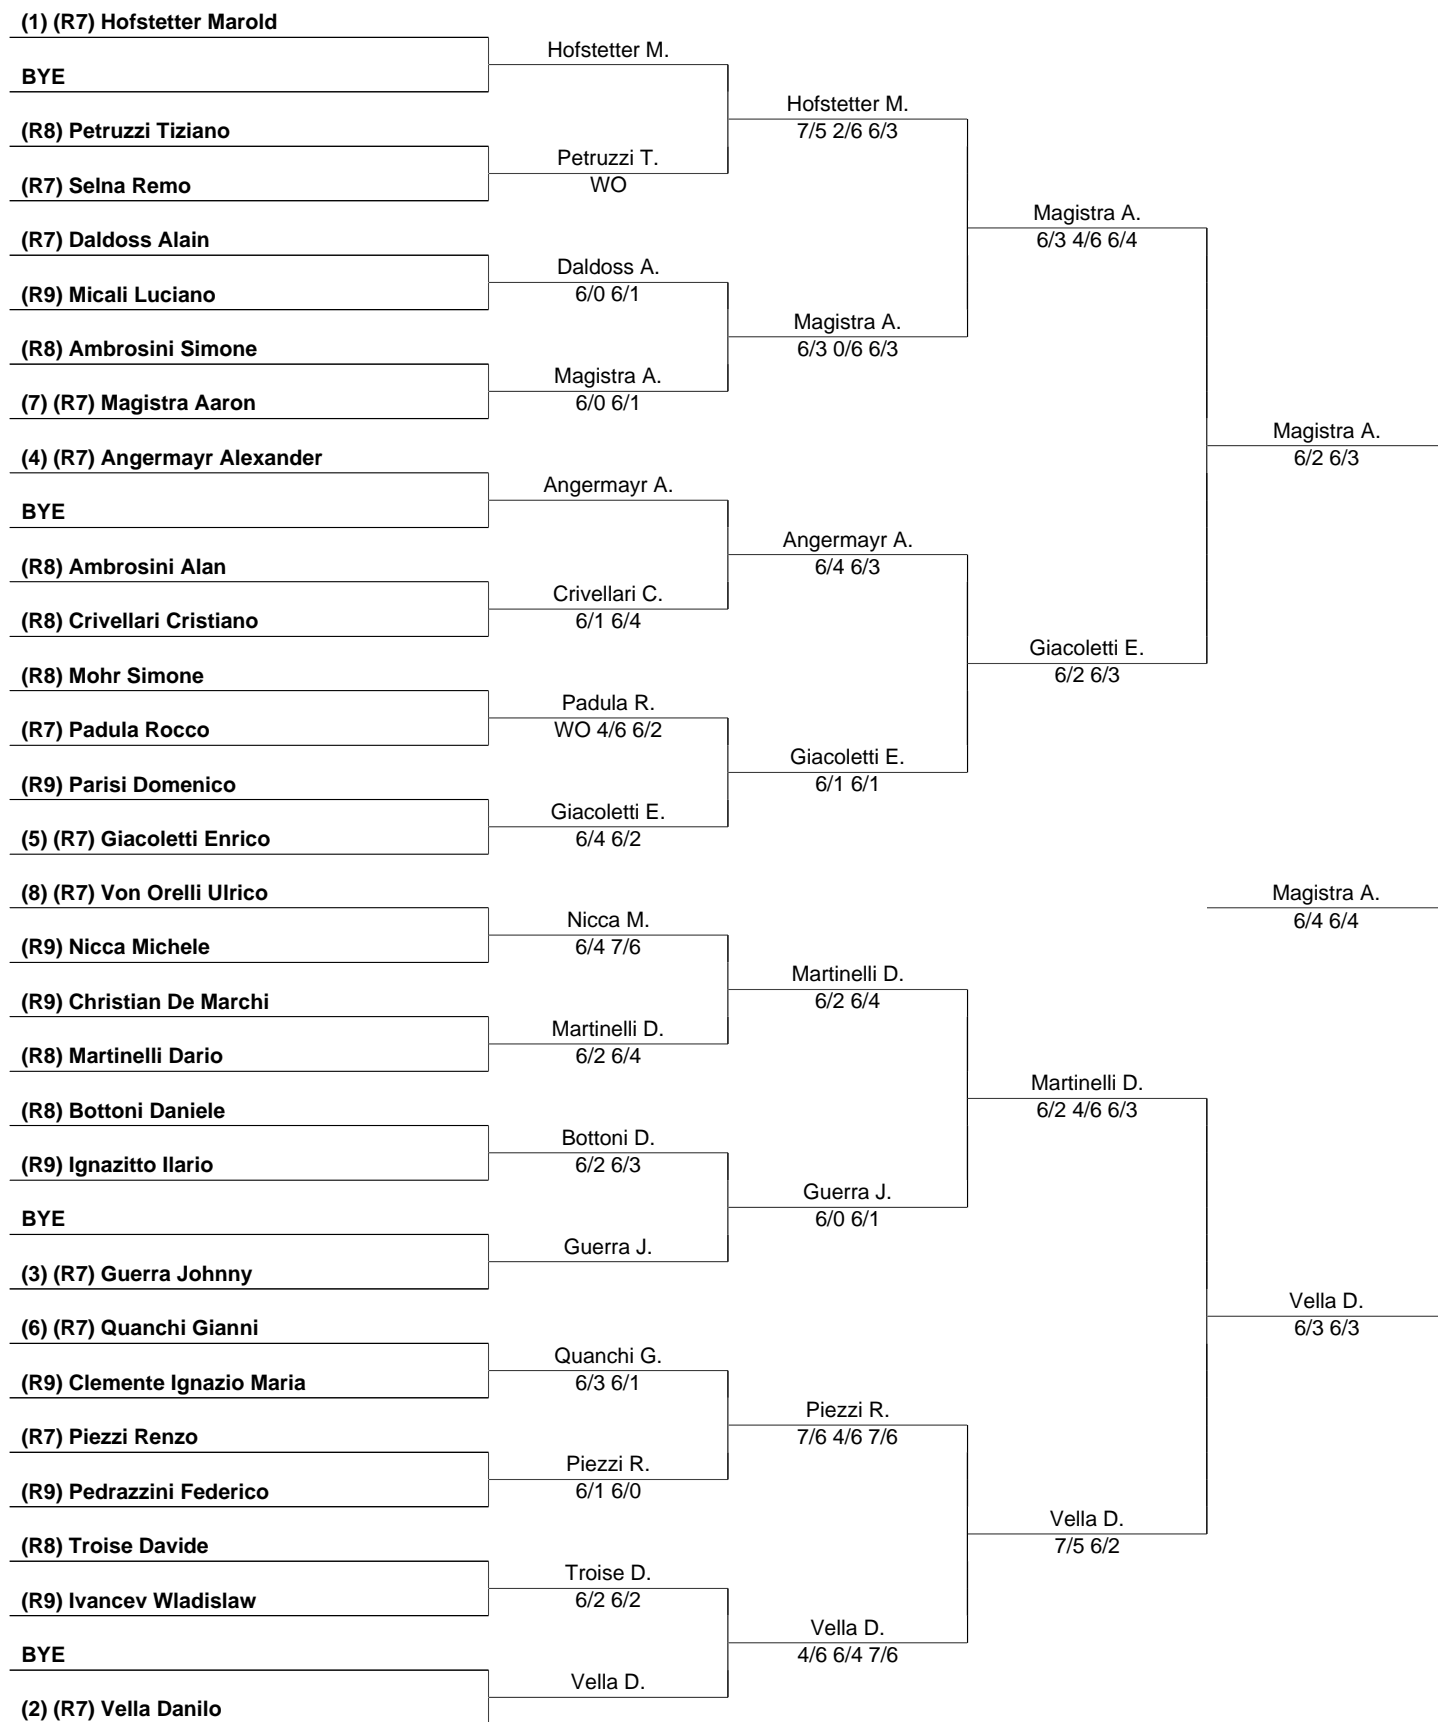 (1) (R7) Hofstetter Marold
Hofstetter M.
BYE
Hofstetter M.
7/5 2/6 6/3
(R8) Petruzzi Tiziano
Petruzzi T.
WO
(R7) Selna Remo
Magistra A.
6/3 4/6 6/4
(R7) Daldoss Alain
Daldoss A.
6/0 6/1
(R9) Micali Luciano
Magistra A.
6/3 0/6 6/3
(R8) Ambrosini Simone
Magistra A.
6/0 6/1
(7) (R7) Magistra Aaron
Magistra A.
6/2 6/3
(4) (R7) Angermayr Alexander
Angermayr A.
BYE
Angermayr A.
6/4 6/3
(R8) Ambrosini Alan
Crivellari C.
6/1 6/4
(R8) Crivellari Cristiano
Giacoletti E.
6/2 6/3
(R8) Mohr Simone
Padula R.
WO 4/6 6/2
(R7) Padula Rocco
Giacoletti E.
6/1 6/1
(R9) Parisi Domenico
Giacoletti E.
6/4 6/2
(5) (R7) Giacoletti Enrico
(8) (R7) Von Orelli Ulrico
Magistra A.
6/4 6/4
Nicca M.
6/4 7/6
(R9) Nicca Michele
Martinelli D.
6/2 6/4
(R9) Christian De Marchi
Martinelli D.
6/2 6/4
(R8) Martinelli Dario
Martinelli D.
6/2 4/6 6/3
(R8) Bottoni Daniele
Bottoni D.
6/2 6/3
(R9) Ignazitto Ilario
Guerra J.
6/0 6/1
BYE
Guerra J.
(3) (R7) Guerra Johnny
Vella D.
6/3 6/3
(6) (R7) Quanchi Gianni
Quanchi G.
6/3 6/1
(R9) Clemente Ignazio Maria
Piezzi R.
7/6 4/6 7/6
(R7) Piezzi Renzo
Piezzi R.
6/1 6/0
(R9) Pedrazzini Federico
Vella D.
7/5 6/2
(R8) Troise Davide
Troise D.
6/2 6/2
(R9) Ivancev Wladislaw
Vella D.
4/6 6/4 7/6
BYE
Vella D.
(2) (R7) Vella Danilo